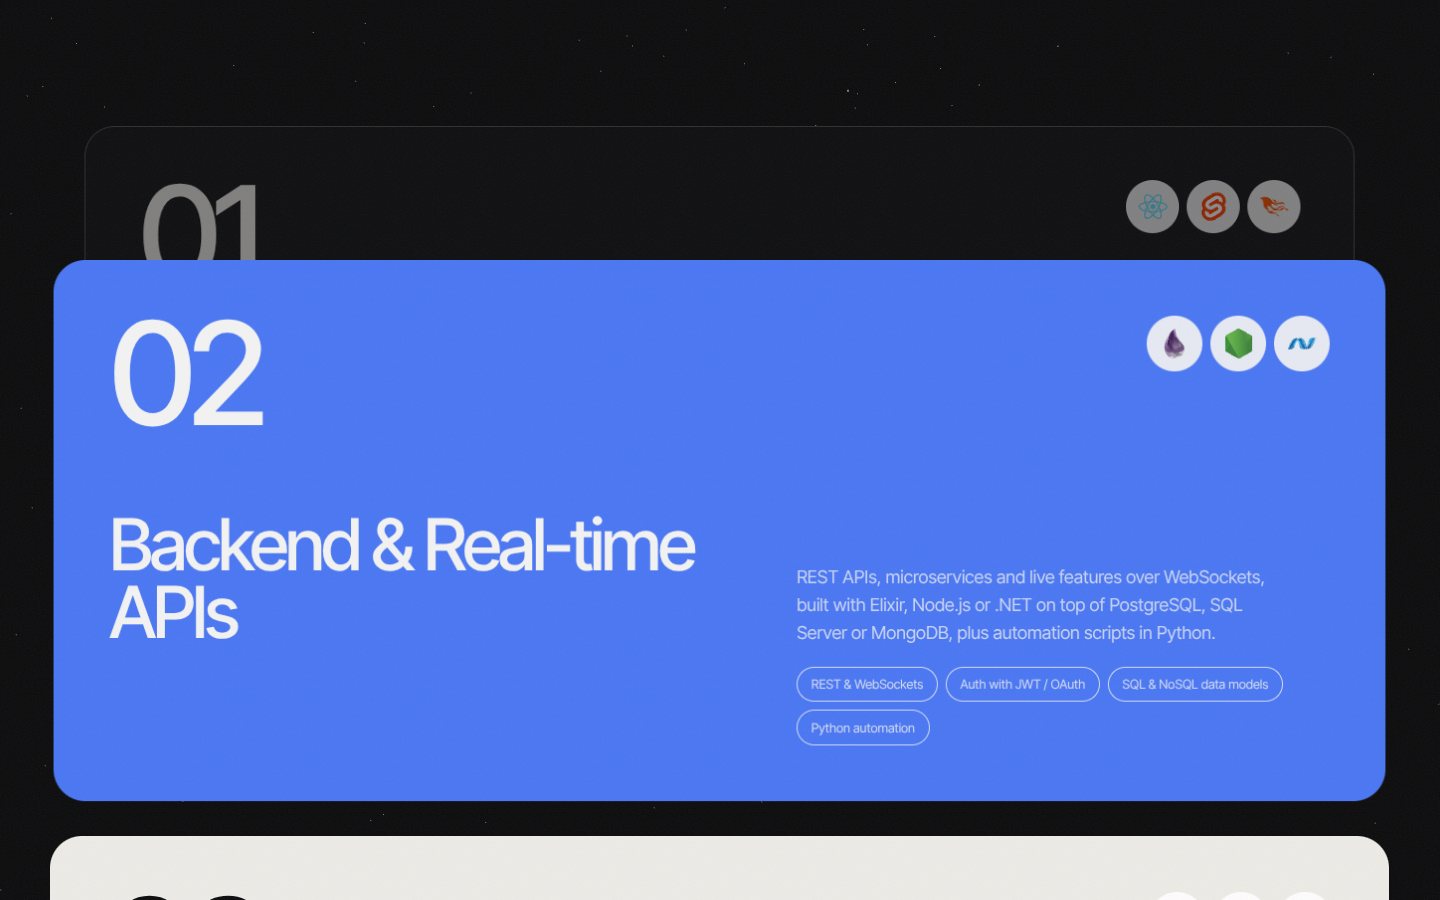 01
02
Backend & Real-time
APIs
REST APIs, microservices and live features over WebSockets,
built with Elixir, Node.js or .NET on top of PostgreSQL, SQL
Server or MongoDB, plus automation scripts in Python.
REST & WebSockets
Auth with JWT / OAuth
SQL & NoSQL data models
Python automation